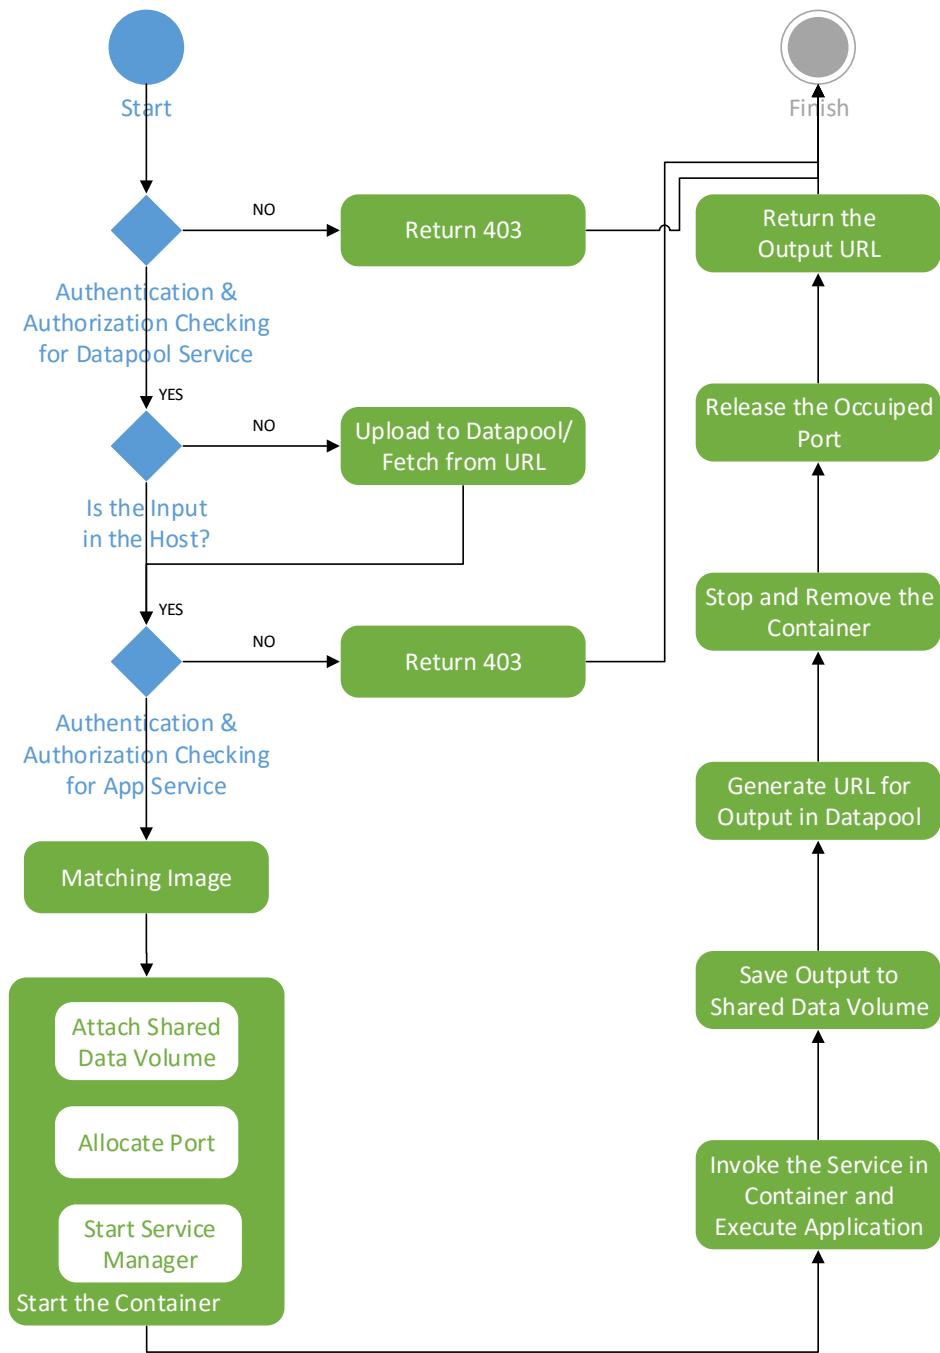 Start
Finish
NO
Return 403
Return the
Output URL
Authentication &
Authorization Checking
for Datapool Service
YES
NO
Upload to Datapool/
Fetch from URL
Release the Occuiped
Port
Is the Input
in the Host?
YES
NO
Return 403
Stop and Remove the
Container
Authentication &
Authorization Checking
for App Service
Generate URL for
Output in Datapool
Matching Image
Save Output to
Shared Data Volume
Attach Shared
Data Volume
Allocate Port
Start Service
Manager
Start the Container
Invoke the Service in
Container and
Execute Application